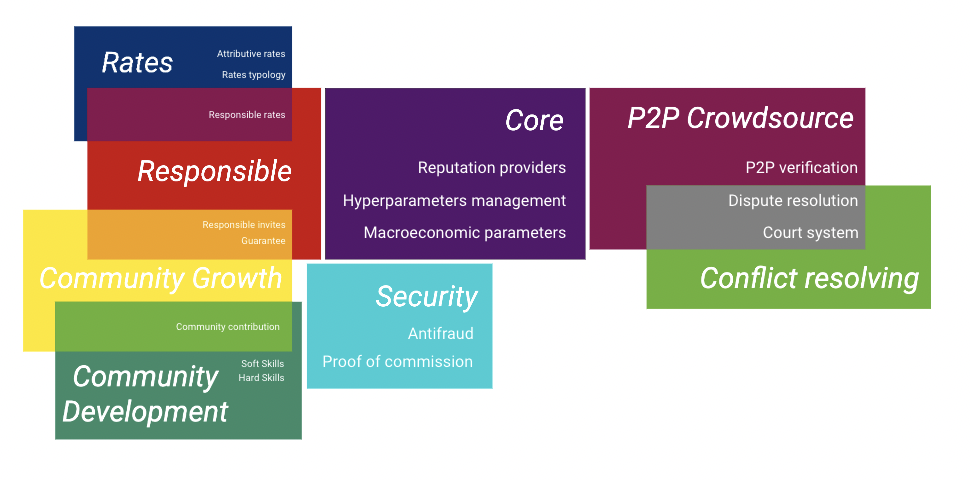 Rates
Attributive rates
Rates typology
Responsible rates
Responsible
Responsible invites
Guarantee
Community Growth
Community contribution
Soft Skills
Hard Skills
Community
Development
Core
Reputation providers
Hyperparameters management
Macroeconomic parameters
Security
Antifraud
Proof of commission
P2P Crowdsource
P2P verification
Dispute resolution
Court system
Conflict resolving